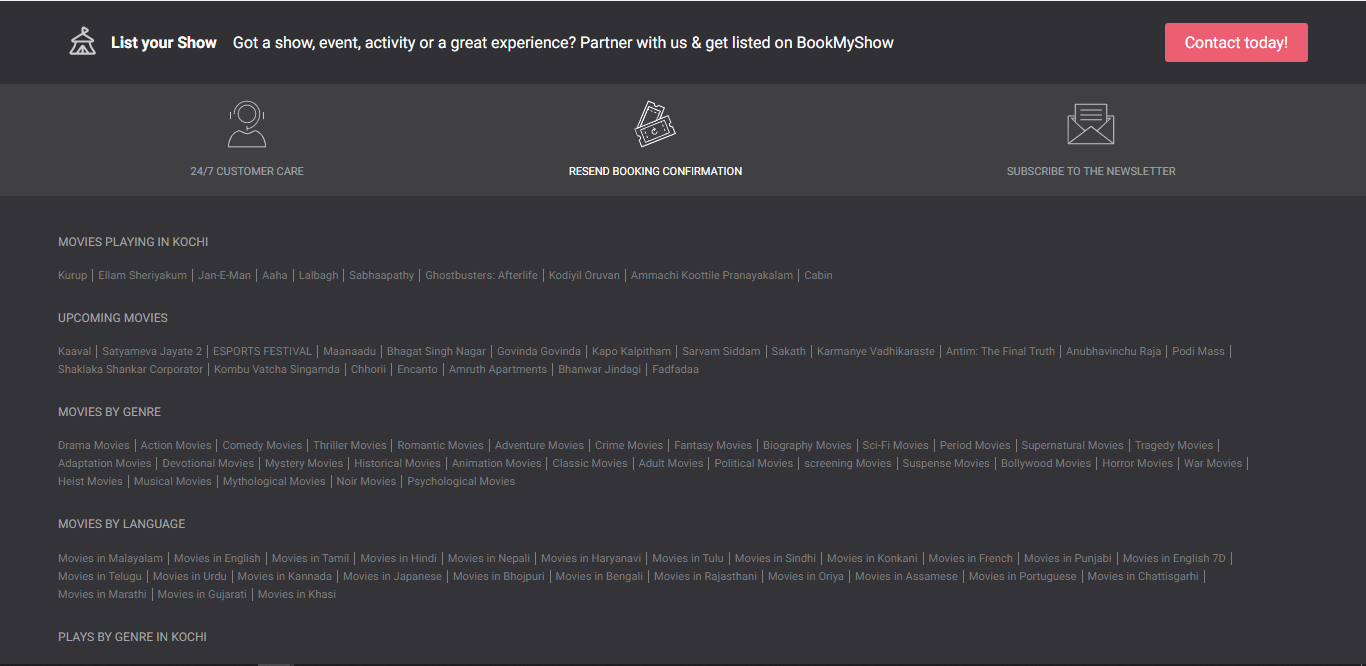 List your Show Got a show, event, activity or a great experience? Partner with us & get listed on BookMyShow Contact today!
24/7 CUSTOMER CARE RESEND BOOKING CONFIRMATION SUBSCRIBE TO THE NEWSLETTER
MOVIES PLAYING IN KOCHI
Kurup | Ellam Sheriyakum | Jan-E-Man | Aaha | Lalbagh | Sabhaapathy | Ghostbusters: Afterlife | Kodiyil Oruvan | Ammachi Koottile Pranayakalam | Cabin
UPCOMING MOVIES
Kaaval | Satyameva Jayate 2 | ESPORTS FESTIVAL | Maanaadu | Bhagat Singh Nagar | Govinda Govinda | Kapo Kalpitham | Sarvam Siddam | Sakath | Karmanye Vadhikaraste | Antim: The Final Truth | Anubhavinchu Raja | Podi Mass |
Shaklaka Shankar Corporator | Kombu Vatcha Singamda | Chhorii | Encanto | Amruth Apartments | Bhanwar Jindagi | Fadfadaa
MOVIES BY GENRE
Drama Movies | Action Movies | Comedy Movies | Thriller Movies | Romantic Movies | Adventure Movies | Crime Movies | Fantasy Movies | Biography Movies | Sci-Fi Movies | Period Movies | Supernatural Movies | Tragedy Movies |
Adaptation Movies | Devotional Movies | Mystery Movies | Historical Movies | Animation Movies | Classic Movies | Adult Movies | Political Movies | screening Movies | Suspense Movies | Bollywood Movies | Horror Movies | War Movies |
Heist Movies | Musical Movies | Mythological Movies | Noir Movies | Psychological Movies
MOVIES BY LANGUAGE
Movies in Malayalam | Movies in English | Movies in Tamil | Movies in Hindi | Movies in Nepali | Movies in Haryanavi | Movies in Tulu | Movies in Sindhi | Movies in Konkani | Movies in French | Movies in Punjabi | Movies in English 7D |
Movies in Telugu | Movies in Urdu | Movies in Kannada | Movies in Japanese | Movies in Bhojpuri | Movies in Bengali | Movies in Rajasthani | Movies in Oriya | Movies in Assamese | Movies in Portuguese | Movies in Chattisgarhi |
Movies in Marathi | Movies in Gujarati | Movies in Khasi
PLAYS BY GENRE IN KOCHI